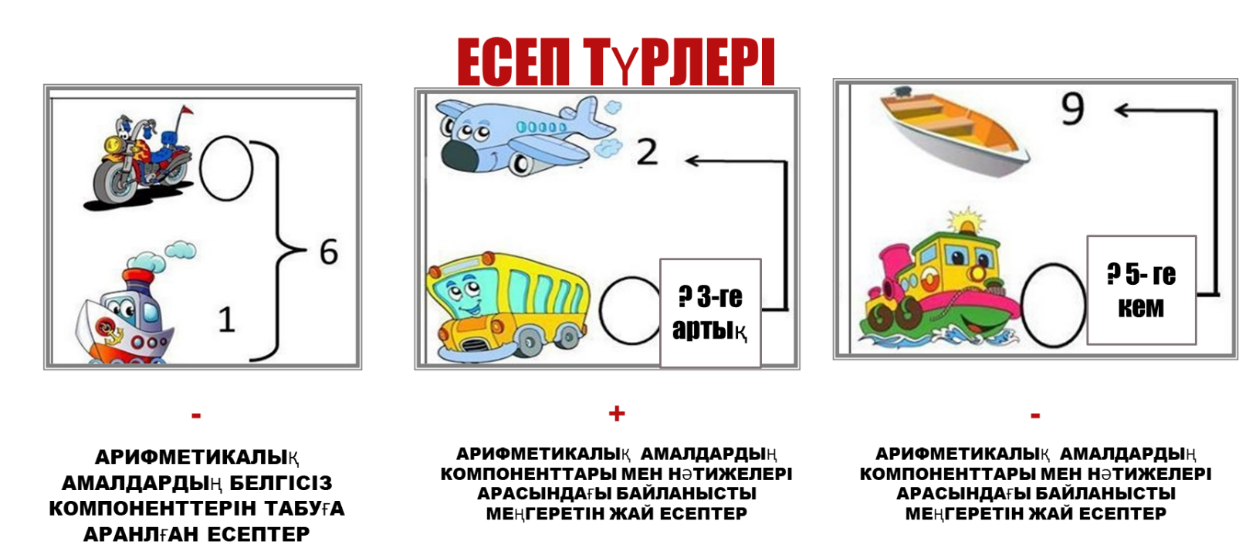 ЕСЕП ТҮРЛЕРІ
6
1
2
? 3-ге
артық
9
? 5- ге
кем
-
АРИФМЕТИКАЛЫҚ
АМАЛДАРДЫҢ БЕЛГІСІЗ
КОМПОНЕНТТЕРІН ТАБУҒА
АРАНЛҒАН ЕСЕПТЕР
+
АРИФМЕТИКАЛЫҚ АМАЛДАРДЫҢ
КОМПОНЕНТТАРЫ МЕН НӘТИЖЕЛЕРІ
АРАСЫНДАҒЫ БАЙЛАНЫСТЫ
МЕҢГЕРЕТІН ЖАЙ ЕСЕПТЕР
-
АРИФМЕТИКАЛЫҚ АМАЛДАРДЫҢ
КОМПОНЕНТТАРЫ МЕН НӘТИЖЕЛЕРІ
АРАСЫНДАҒЫ БАЙЛАНЫСТЫ
МЕҢГЕРЕТІН ЖАЙ ЕСЕПТЕР